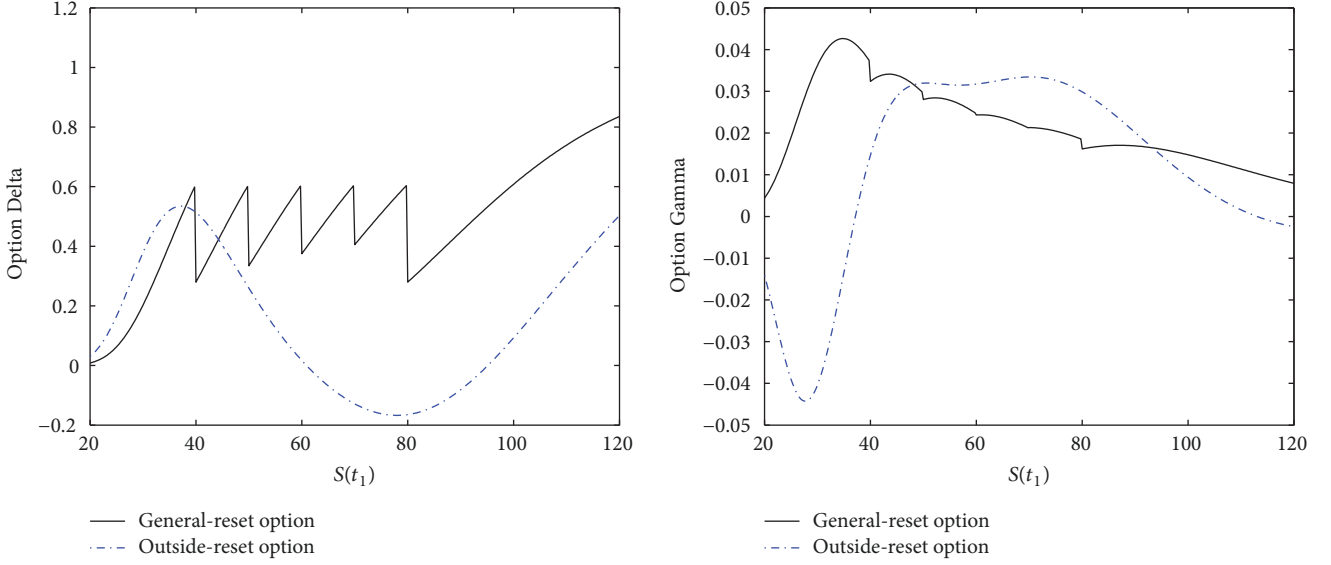 1.2
1
0.8
0.6
0.4
0.2
0
−0.2
Option Delta
20 40 60 80 100 120
S(t1)
General-reset option
Outside-reset option
0.05
0.04
0.03
0.02
0.01
0
−0.01
−0.02
−0.03
−0.04
−0.05
Option Gamma
20 40 60 80 100 120
S(t1)
General-reset option
Outside-reset option